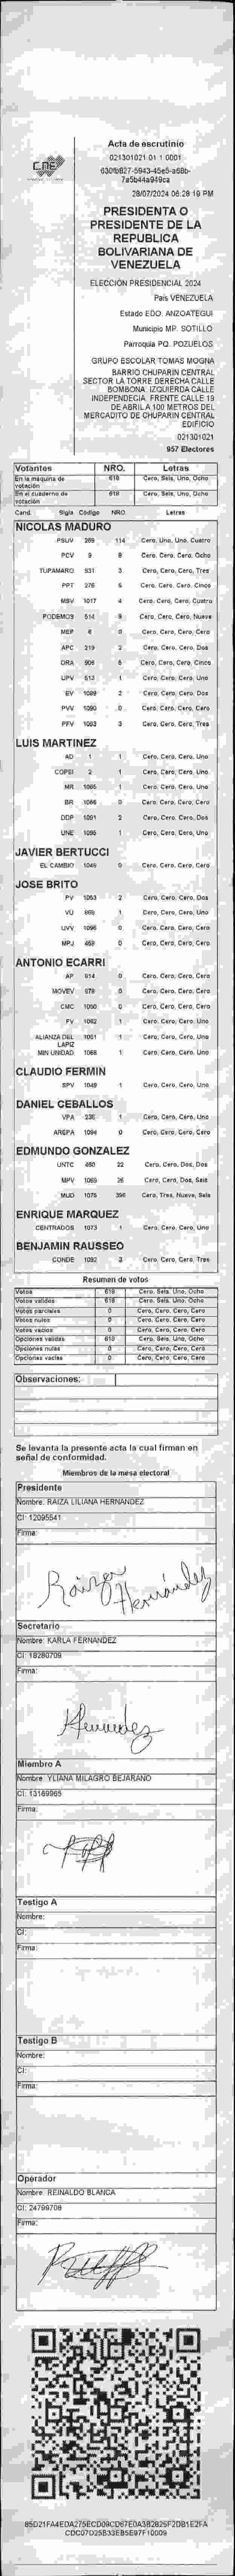 Acta de escrutinio
CNE
021301021 01 1 0001
28/07/2024 06:28:19 PM
PRESIDENTA O
PRESIDENTE DE LA
REPUBLICA
BOLIVARIANA DE
VENEZUELA
ELECCIÓN PRESIDENCIAL 2024
País VENEZUELA
Estado EDO. ANZOATEGUI
Municipio MP. SOTILLO
Parroquia PQ. POZUELOS
GRUPO ESCOLAR TOMAS MOGNA
BARRIO CHUPARIN CENTRAL
SECTOR LA TORRE DERECHA CALLE
BOMBONA. IZQUIERDA CALLE
INDEPENDECIA. FRENTE CALLE 19
DE ABRIL A 100 METROS DEL
MERCADITO DE CHUPARIN CENTRAL
EDIFICIO
021301021
957 Electores
Votantes NRO. Letras
En la máquina de votación 618 Cero, Seis, Uno, Ocho
En el cuaderno de votación 618 Cero, Seis, Uno, Ocho
Cand. Sigla Código NRO. Letras
NICOLAS MADURO
PSUV 269 114 Cero, Uno, Uno, Cuatro
PCV 9 8 Cero, Cero, Cero, Ocho
TUPAMARO 931 3 Cero, Cero, Cero, Tres
PPT 276 5 Cero, Cero, Cero, Cinco
MSV 1017 4 Cero, Cero, Cero, Cuatro
PODEMOS 514 9 Cero, Cero, Cero, Nueve
MEP 6 0 Cero, Cero, Cero, Cero
APC 219 2 Cero, Cero, Cero, Dos
ORA 906 5 Cero, Cero, Cero, Cinco
UPV 513 1 Cero, Cero, Cero, Uno
EV 1089 2 Cero, Cero, Cero, Dos
PVV 1090 0 Cero, Cero, Cero, Cero
PFV 1023 3 Cero, Cero, Cero, Tres
LUIS MARTINEZ
AD 1 1 Cero, Cero, Cero, Uno
COPEI 2 1 Cero, Cero, Cero, Uno
MR 1085 1 Cero, Cero, Cero, Uno
BR 1066 0 Cero, Cero, Cero, Cero
DDP 1091 2 Cero, Cero, Cero, Dos
UNE 1095 1 Cero, Cero, Cero, Uno
JAVIER BERTUCCI
EL CAMBIO 1048 0 Cero, Cero, Cero, Cero
JOSE BRITO
PV 1053 2 Cero, Cero, Cero, Dos
VU 869 1 Cero, Cero, Cero, Uno
UVV 1096 0 Cero, Cero, Cero, Cero
MPJ 459 0 Cero, Cero, Cero, Cero
ANTONIO ECARRI
AP 914 0 Cero, Cero, Cero, Cero
MOVEV 979 0 Cero, Cero, Cero, Cero
CMC 1050 0 Cero, Cero, Cero, Cero
FV 1062 1 Cero, Cero, Cero, Uno
ALIANZA DEL LAPIZ 1051 1 Cero, Cero, Cero, Uno
MIN UNIDAD 1068 1 Cero, Cero, Cero, Uno
CLAUDIO FERMIN
SPV 1049 1 Cero, Cero, Cero, Uno
DANIEL CEBALLOS
VPA 236 1 Cero, Cero, Cero, Uno
AREPA 1094 0 Cero, Cero, Cero, Cero
EDMUNDO GONZALEZ
UNTC 460 22 Cero, Cero, Dos, Dos
MPV 1069 26 Cero, Cero, Dos, Seis
MUD 1076 396 Cero, Tres, Nueve, Seis
ENRIQUE MARQUEZ
CENTRADOS 1073 1 Cero, Cero, Cero, Uno
BENJAMIN RAUSSEO
CONDE 1092 3 Cero, Cero, Cero, Tres
Resumen de votos
Votos 618 Cero, Seis, Uno, Ocho
Votos válidos 618 Cero, Seis, Uno, Ocho
Votos parciales 0 Cero, Cero, Cero, Cero
Votos nulos 0 Cero, Cero, Cero, Cero
Votos vacíos 0 Cero, Cero, Cero, Cero
Opciones válidas 618 Cero, Seis, Uno, Ocho
Opciones nulas 0 Cero, Cero, Cero, Cero
Opciones vacías 0 Cero, Cero, Cero, Cero
Observaciones:
Se levanta la presente acta la cual firman en
señal de conformidad.
Miembros de la mesa electoral
Presidente
Nombre: RAIZA LILIANA HERNANDEZ
CI: 12095541
Firma:
Raiza Hernández
Secretario
Nombre: KARLA FERNANDEZ
CI: 18280709
Firma:
Miembro A
Nombre: YLIANA MILAGRO BEJARANO
CI: 13169965
Firma:
Testigo A
Nombre:
CI:
Firma:
Testigo B
Nombre:
CI:
Firma:
Operador
Nombre: REINALDO BLANCA
CI: 24799708
Firma: